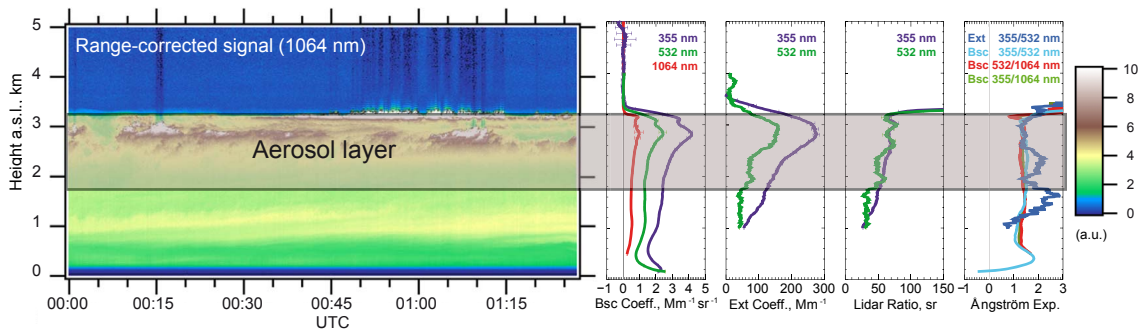 Range-corrected signal (1064 nm)
Aerosol layer
Height a.s.l. km
5
4
3
2
1
0
00:00
00:15
00:30
00:45
01:00
01:15
UTC
355 nm
532 nm
1064 nm
−1 0 1 2 3 4 5
Bsc Coeff., Mm⁻¹ sr⁻¹
355 nm
532 nm
0 100 200 300
Ext Coeff., Mm⁻¹
355 nm
532 nm
0 50 100 150
Lidar Ratio, sr
Ext 355/532 nm
Bsc 355/532 nm
Bsc 532/1064 nm
Bsc 355/1064 nm
−1 0 1 2 3
Ångström Exp.
10
8
6
4
2
0
(a.u.)